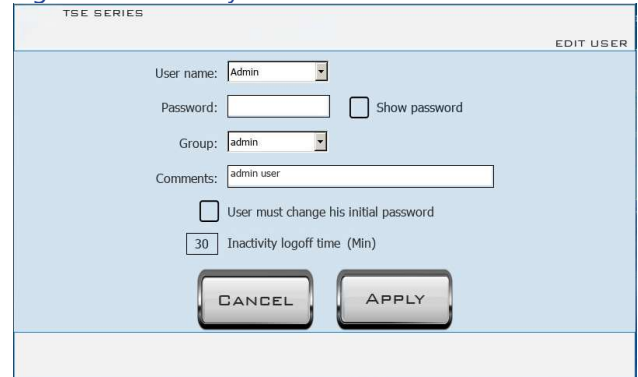 TSE SERIES
EDIT USER
User name: Admin
Password: Show password
Group: admin
Comments: admin user
User must change his initial password
30 Inactivity logoff time (Min)
CANCEL APPLY